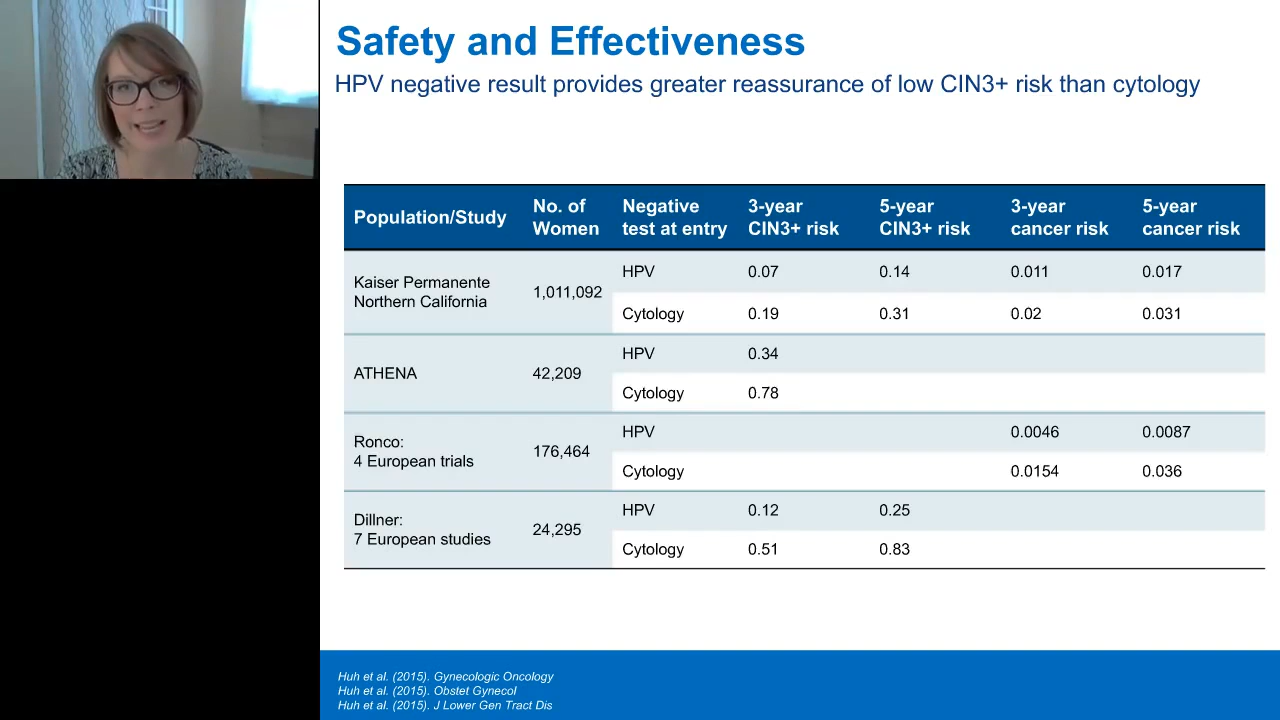 Safety and Effectiveness
HPV negative result provides greater reassurance of low CIN3+ risk than cytology
Population/Study
No. of
Women
Negative
test at entry
3-year
CIN3+ risk
5-year
CIN3+ risk
3-year
cancer risk
5-year
cancer risk
Kaiser Permanente
Northern California
1,011,092
HPV 0.07 0.14 0.011 0.017
Cytology 0.19 0.31 0.02 0.031
ATHENA
42,209
HPV 0.34
Cytology 0.78
Ronco:
4 European trials
176,464
HPV 0.0046 0.0087
Cytology 0.0154 0.036
Dillner:
7 European studies
24,295
HPV 0.12 0.25
Cytology 0.51 0.83
Huh et al. (2015). Gynecologic Oncology
Huh et al. (2015). Obstet Gynecol
Huh et al. (2015). J Lower Gen Tract Dis